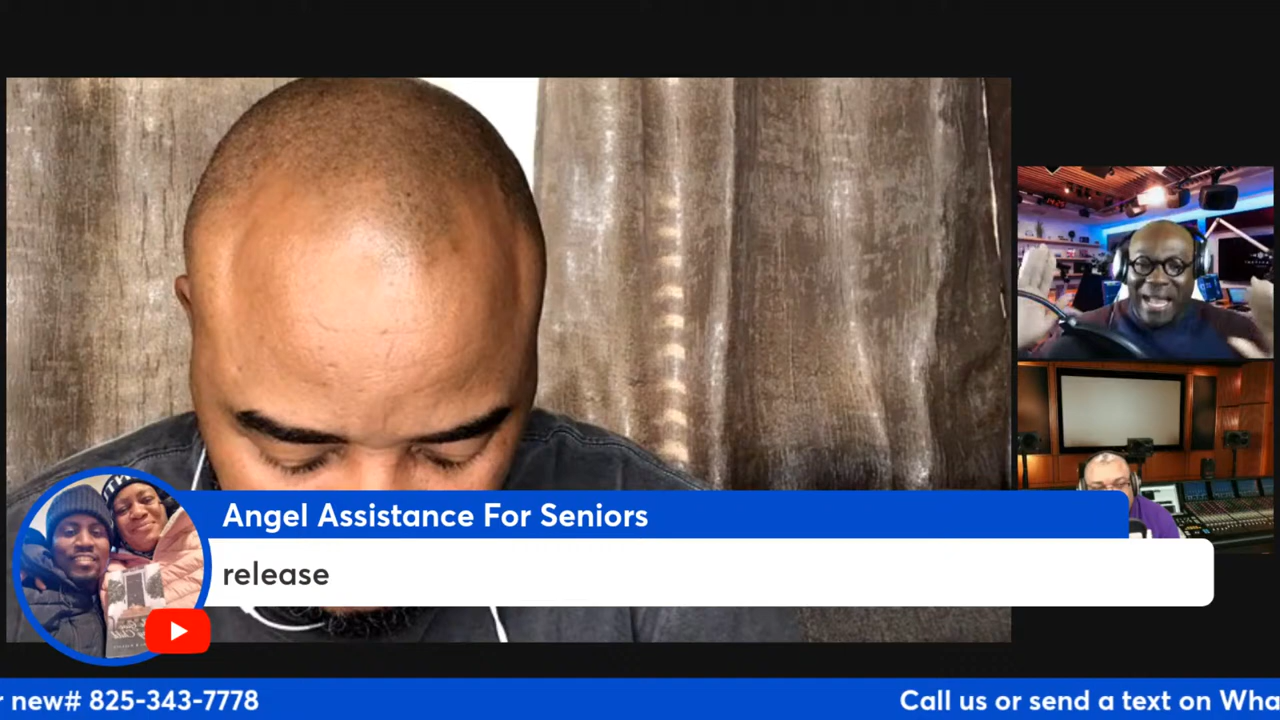 Angel Assistance For Seniors
release
r new# 825-343-7778
Call us or send a text on Wha